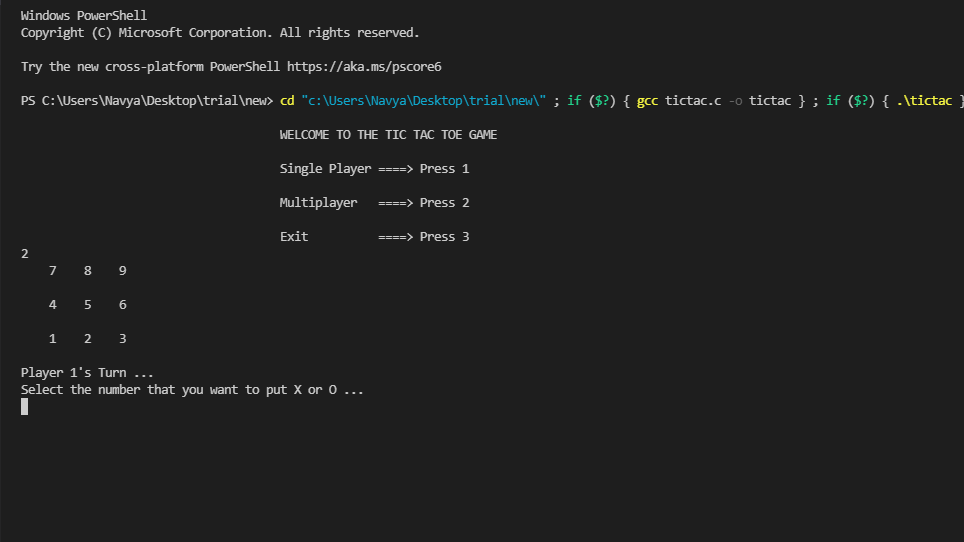 Windows PowerShell
Copyright (C) Microsoft Corporation. All rights reserved.
Try the new cross-platform PowerShell https://aka.ms/pscore6
PS C:\Users\Navya\Desktop\trial\new> cd "c:\Users\Navya\Desktop\trial\new\" ; if ($?) { gcc tictac.c -o tictac } ; if ($?) { .\tictac }
WELCOME TO THE TIC TAC TOE GAME
Single Player ====> Press 1
Multiplayer   ====> Press 2
Exit          ====> Press 3
2
7    8    9
4    5    6
1    2    3
Player 1's Turn ...
Select the number that you want to put X or O ...